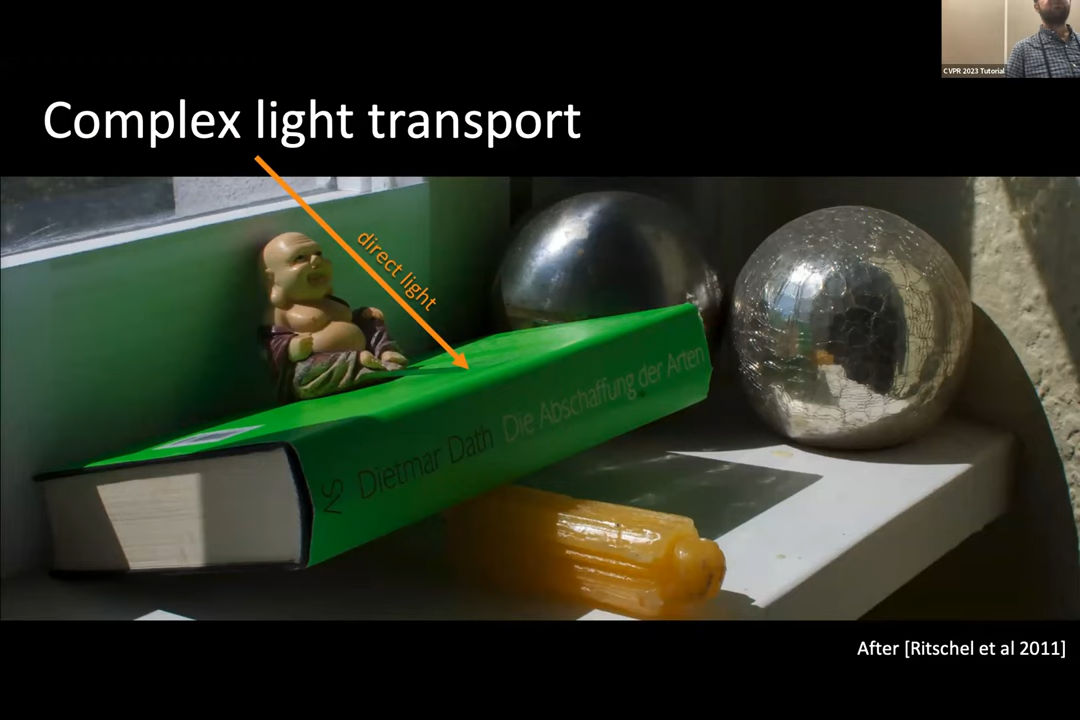 CVPR 2023 Tutorial
Complex light transport
direct light
Dietmar Dath Die Abschaffung der Arten
After [Ritschel et al 2011]